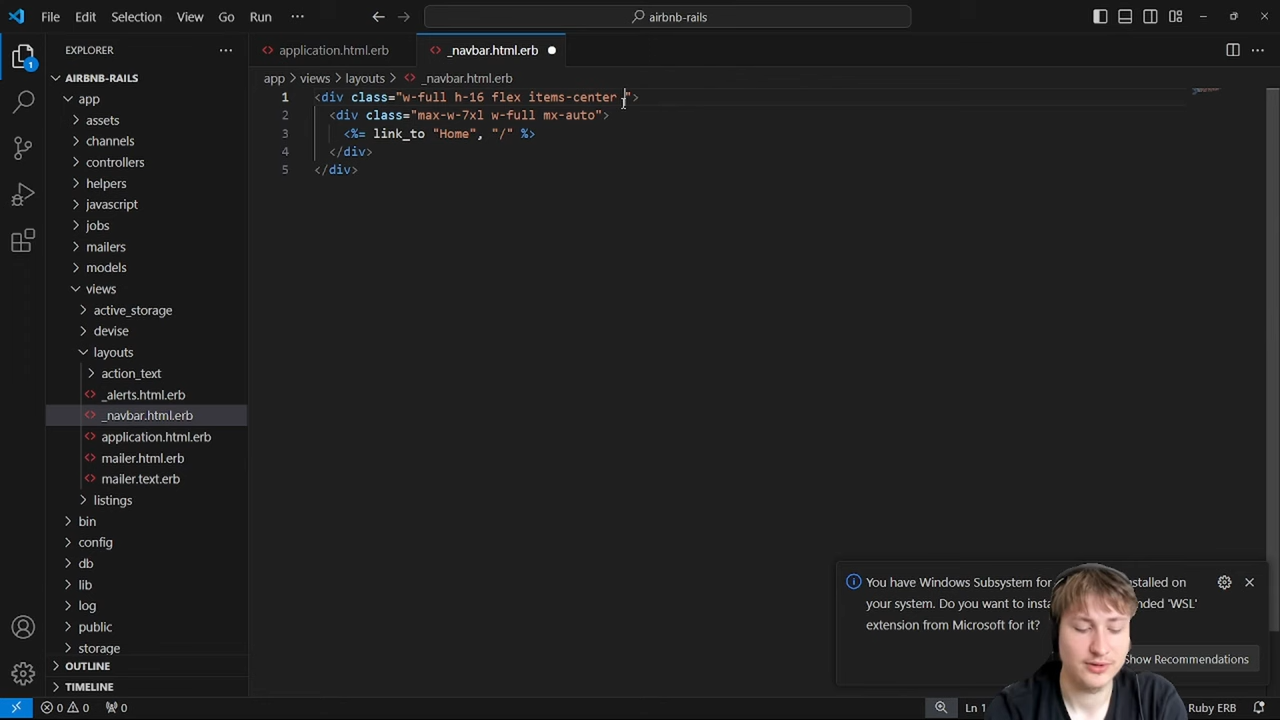 File Edit Selection View Go Run ··· airbnb-rails
EXPLORER ··· application.html.erb _navbar.html.erb
AIRBNB-RAILS
app > views > layouts > _navbar.html.erb
app
assets
channels
controllers
helpers
javascript
jobs
mailers
models
views
active_storage
devise
layouts
action_text
_alerts.html.erb
_navbar.html.erb
application.html.erb
mailer.html.erb
mailer.text.erb
listings
bin
config
db
lib
log
public
storage
OUTLINE
TIMELINE
1 <div class="w-full h-16 flex items-center ">
2 <div class="max-w-7xl w-full mx-auto">
3 <%= link_to "Home", "/" %>
4 </div>
5 </div>
You have Windows Subsystem for installed on
your system. Do you want to 'WSL'
extension from Microsoft for it?
Show Recommendations
0 0 0 Ln 1 Ruby ERB
1